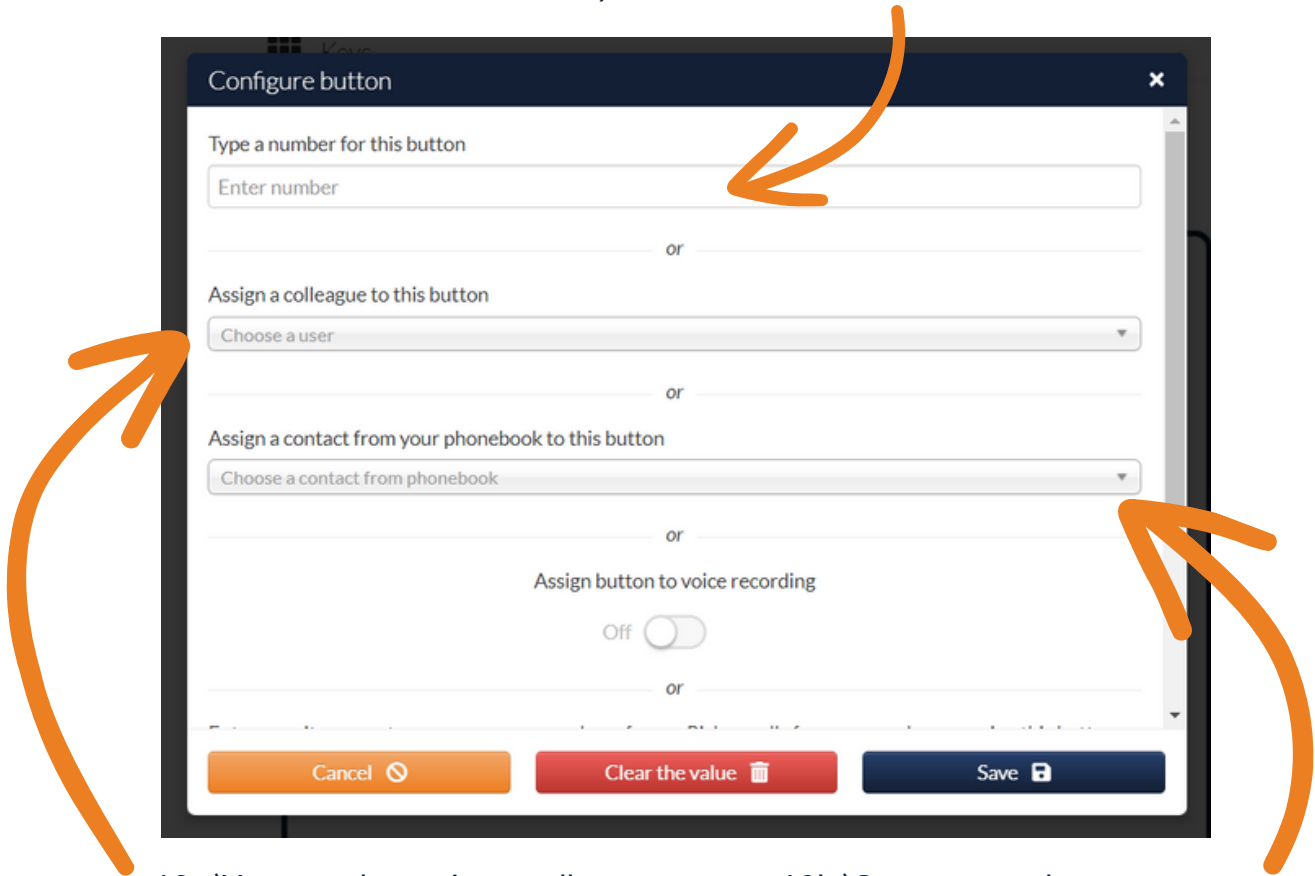 Keys
Configure button
Type a number for this button
Enter number
or
Assign a colleague to this button
Choose a user
or
Assign a contact from your phonebook to this button
Choose a contact from phonebook
or
Assign button to voice recording
Off
or
Cancel
Clear the value
Save